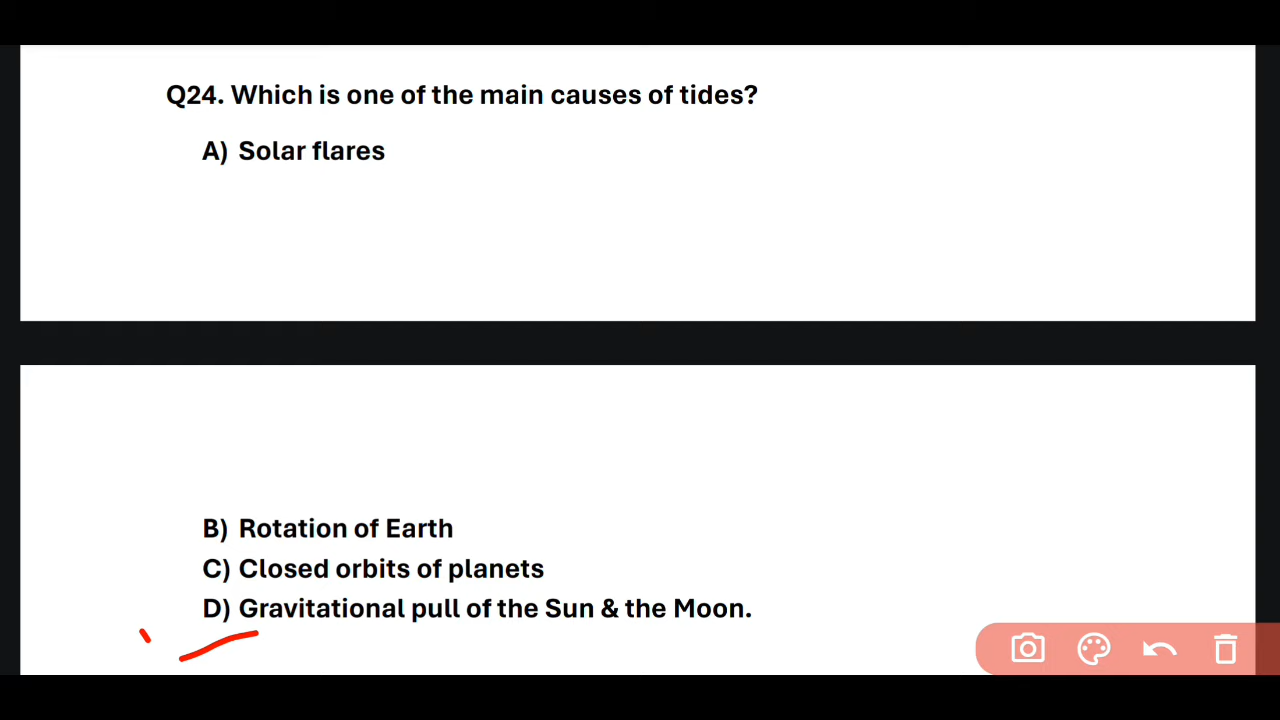 Q24. Which is one of the main causes of tides?
A) Solar flares
B) Rotation of Earth
C) Closed orbits of planets
D) Gravitational pull of the Sun & the Moon.